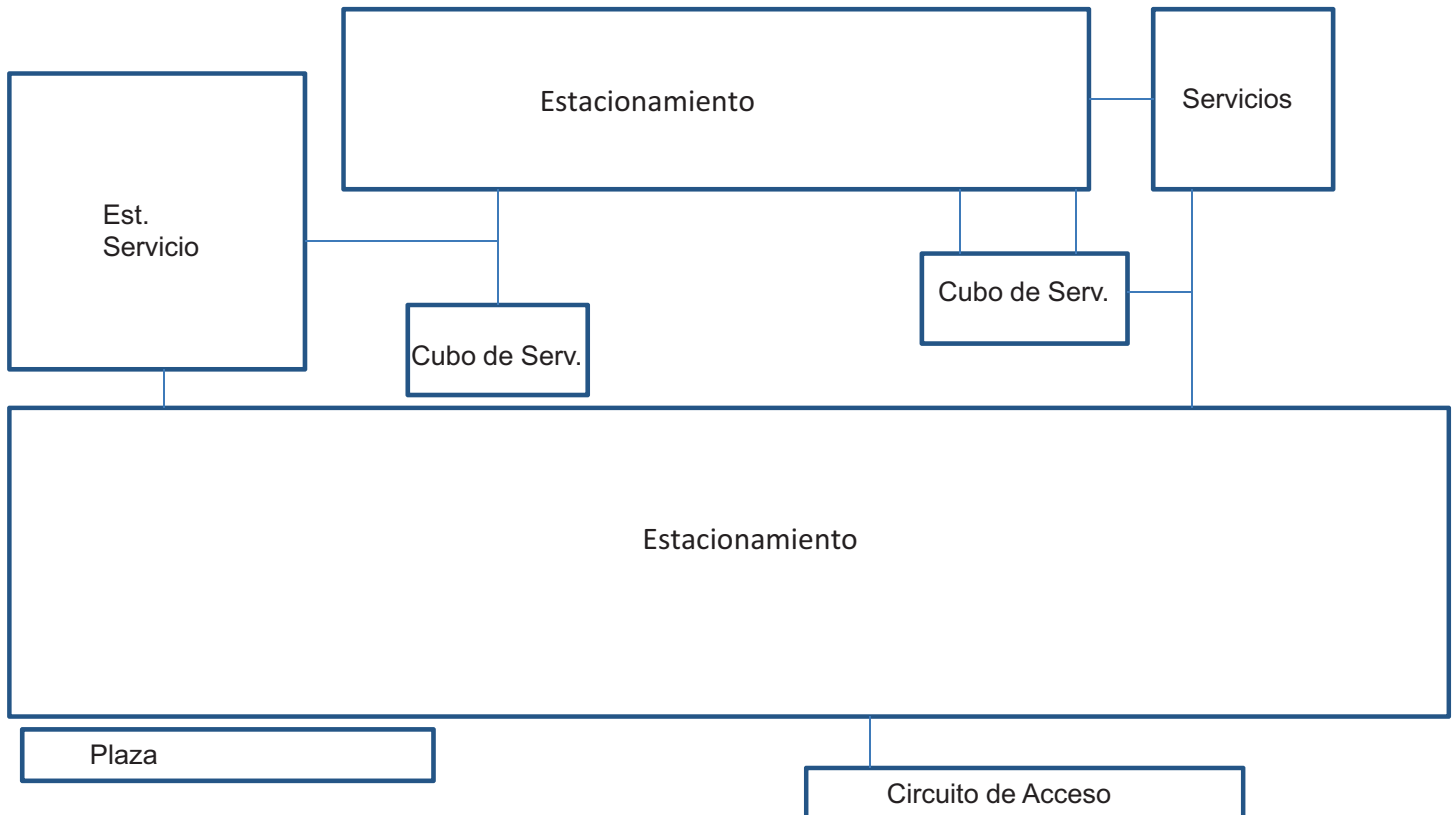 Estacionamiento
Servicios
Est.
Servicio
Cubo de Serv.
Cubo de Serv.
Estacionamiento
Plaza
Circuito de Acceso